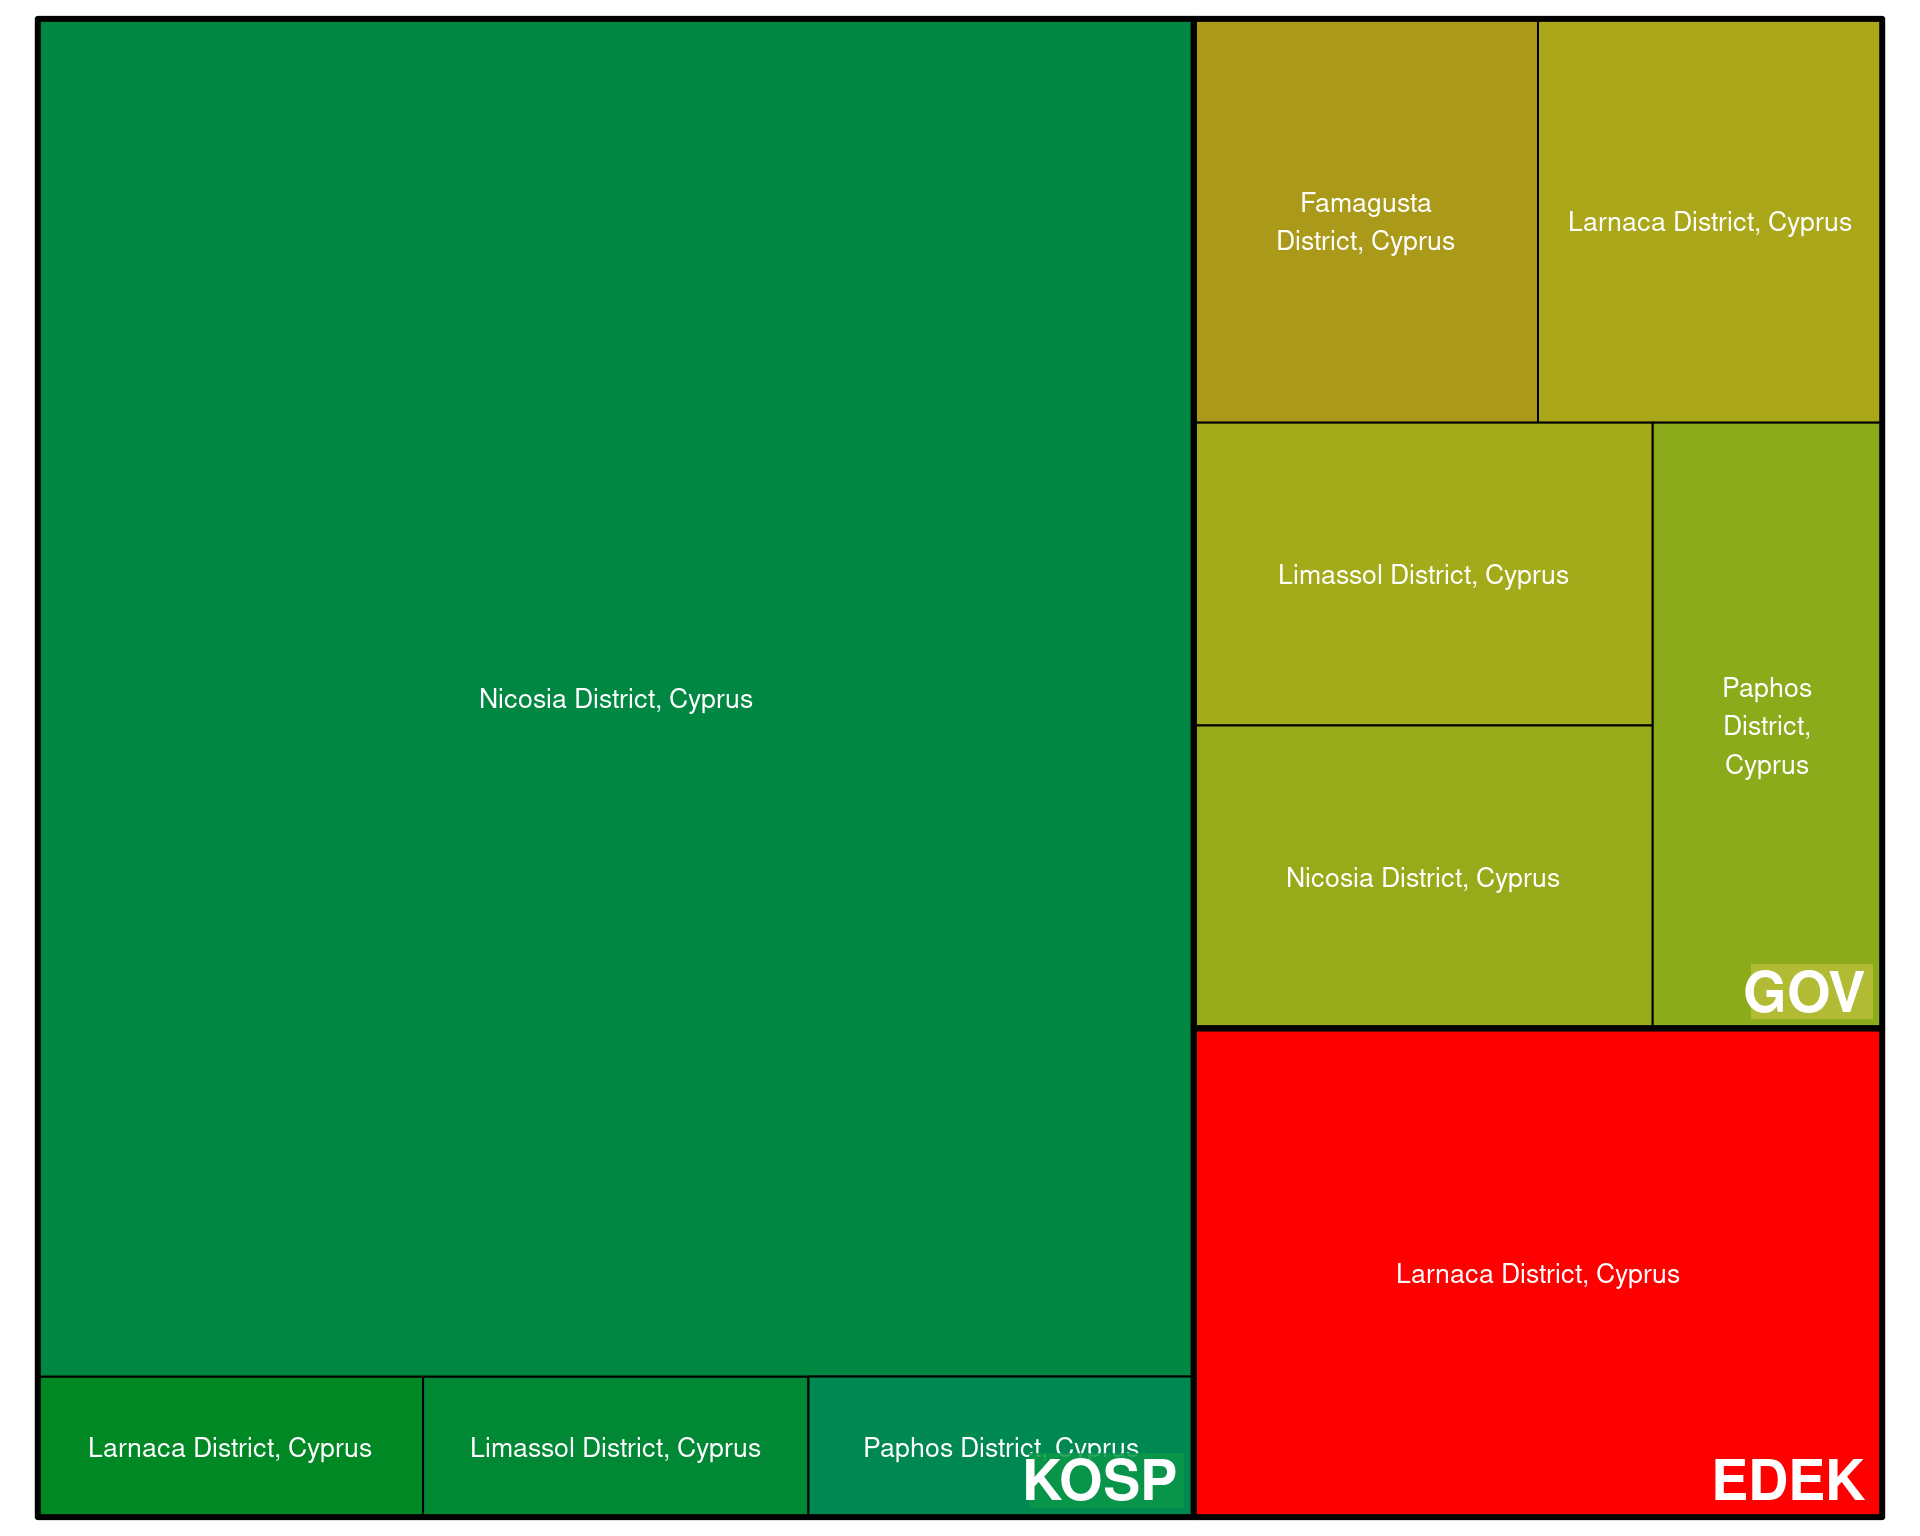 Nicosia District, Cyprus
Larnaca District, Cyprus
Limassol District, Cyprus
Paphos District, Cyprus
KOSP
Famagusta
District, Cyprus
Larnaca District, Cyprus
Limassol District, Cyprus
Nicosia District, Cyprus
Paphos
District,
Cyprus
GOV
Larnaca District, Cyprus
EDEK